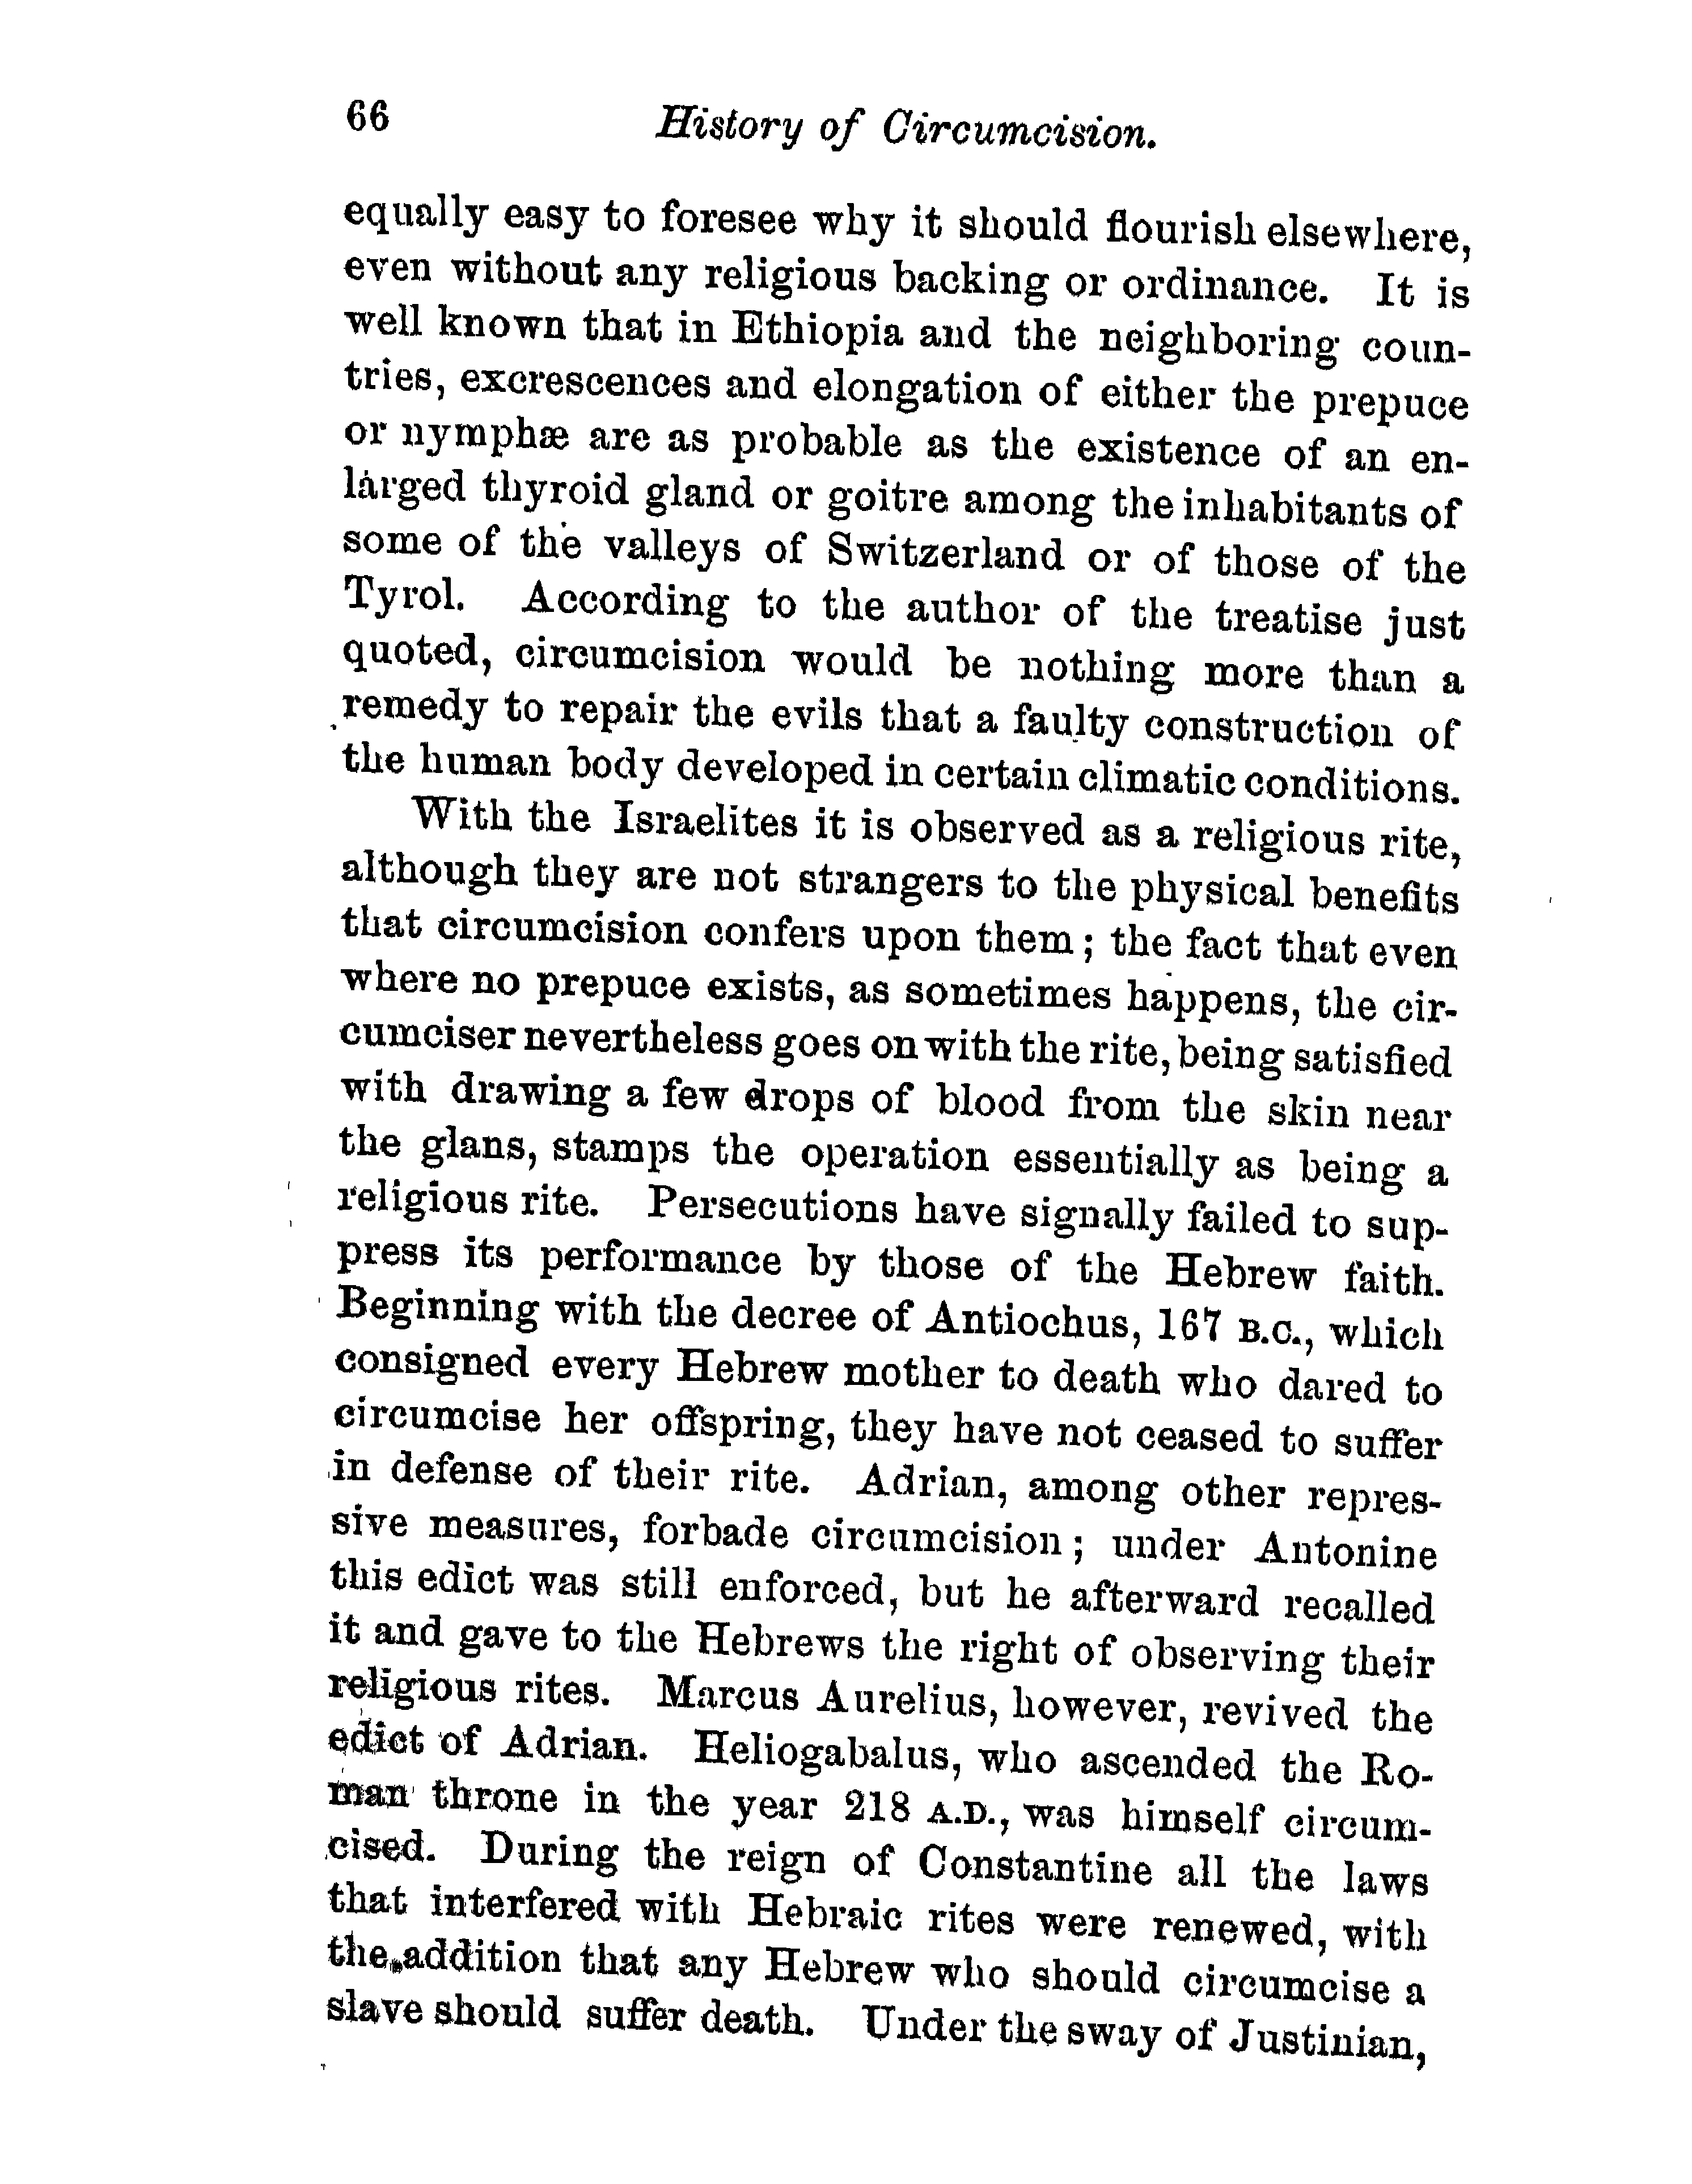 66 History of Circumcision.
equally easy to foresee why it should flourish elsewhere,
even without any religious backing or ordinance. It is
well known that in Ethiopia and the neighboring coun-
tries, excrescences and elongation of either the prepuce
or nymphæ are as probable as the existence of an en-
larged thyroid gland or goitre among the inhabitants of
some of the valleys of Switzerland or of those of the
Tyrol. According to the author of the treatise just
quoted, circumcision would be nothing more than a
remedy to repair the evils that a faulty construction of
the human body developed in certain climatic conditions.
With the Israelites it is observed as a religious rite,
although they are not strangers to the physical benefits
that circumcision confers upon them; the fact that even
where no prepuce exists, as sometimes happens, the cir-
cumciser nevertheless goes on with the rite, being satisfied
with drawing a few drops of blood from the skin near
the glans, stamps the operation essentially as being a
religious rite. Persecutions have signally failed to sup-
press its performance by those of the Hebrew faith.
Beginning with the decree of Antiochus, 167 B.C., which
consigned every Hebrew mother to death who dared to
circumcise her offspring, they have not ceased to suffer
in defense of their rite. Adrian, among other repres-
sive measures, forbade circumcision; under Antonine
this edict was still enforced, but he afterward recalled
it and gave to the Hebrews the right of observing their
religious rites. Marcus Aurelius, however, revived the
edict of Adrian. Heliogabalus, who ascended the Ro-
man throne in the year 218 A.D., was himself circum-
cised. During the reign of Constantine all the laws
that interfered with Hebraic rites were renewed, with
the addition that any Hebrew who should circumcise a
slave should suffer death. Under the sway of Justinian,